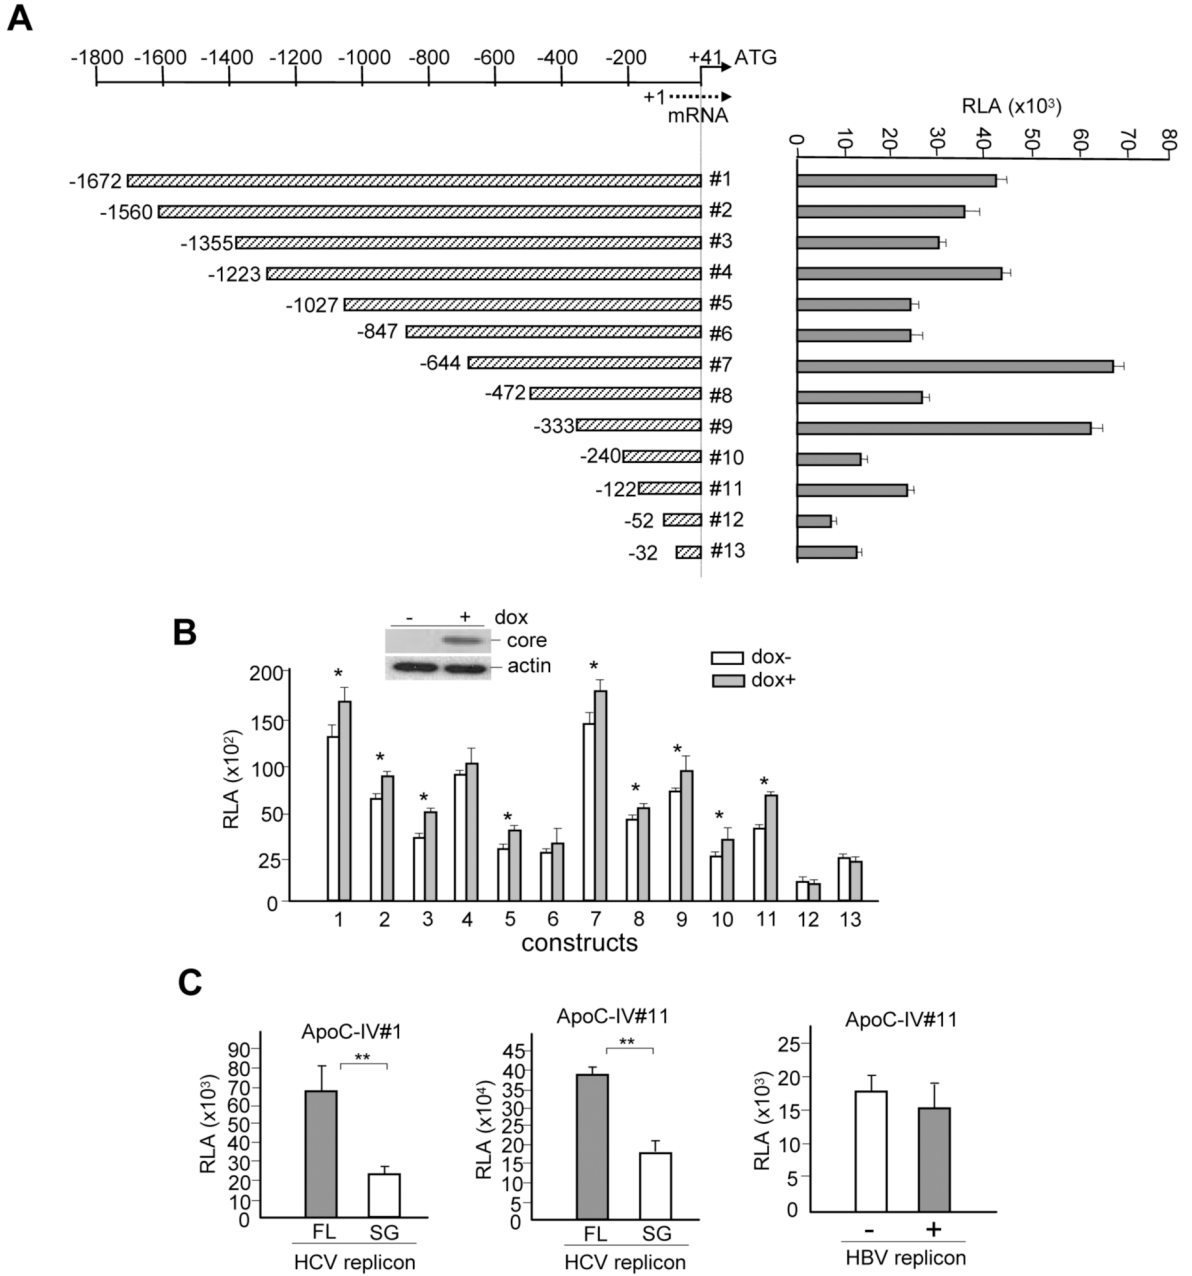 A
-1800 -1600 -1400 -1200 -1000 -800 -600 -400 -200 +41 ATG
+1
mRNA
RLA (x10³)
0 10 20 30 40 50 60 70 80
-1672 #1
-1560 #2
-1355 #3
-1223 #4
-1027 #5
-847 #6
-644 #7
-472 #8
-333 #9
-240 #10
-122 #11
-52 #12
-32 #13
B
- + dox
core
actin
dox-
dox+
RLA (x10²)
200
150
100
50
25
0
* * * * * * * * *
1 2 3 4 5 6 7 8 9 10 11 12 13
constructs
C
ApoC-IV#1
**
RLA (x10³)
90
80
70
60
50
40
30
20
10
0
FL SG
HCV replicon
ApoC-IV#11
**
RLA (x10⁴)
45
40
35
30
25
20
15
10
5
0
FL SG
HCV replicon
ApoC-IV#11
RLA (x10³)
25
20
15
10
5
0
- +
HBV replicon